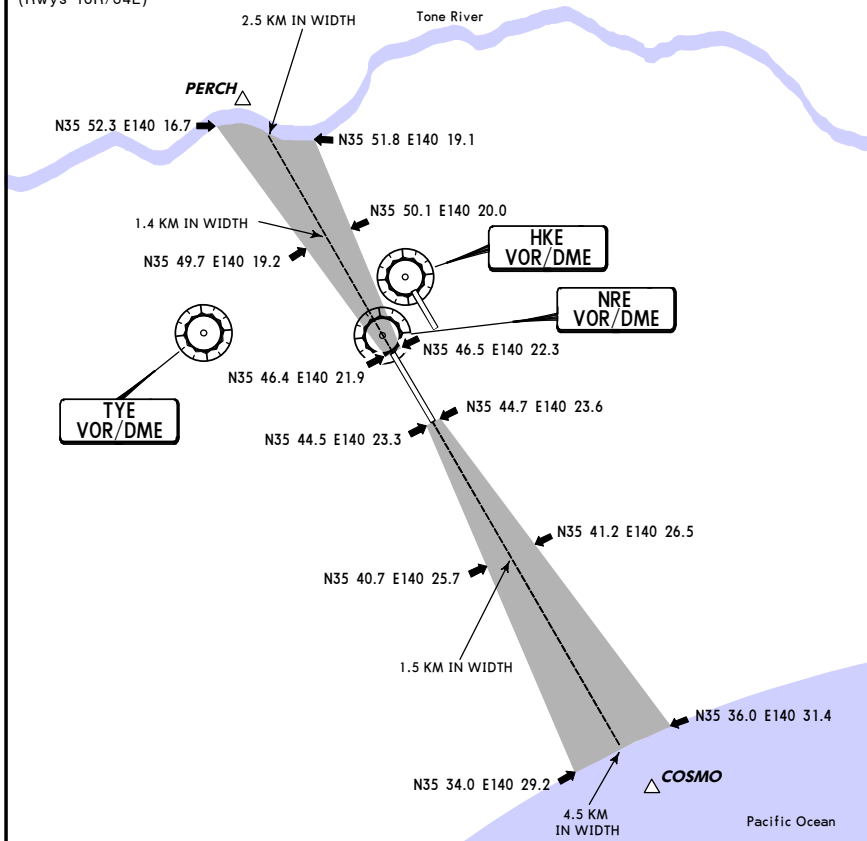 2.5 KM IN WIDTH
Tone River
PERCH
N35 52.3 E140 16.7
N35 51.8 E140 19.1
N35 50.1 E140 20.0
1.4 KM IN WIDTH
HKE
VOR/DME
N35 49.7 E140 19.2
NRE
VOR/DME
N35 46.5 E140 22.3
N35 46.4 E140 21.9
TYE
VOR/DME
N35 44.7 E140 23.6
N35 44.5 E140 23.3
N35 41.2 E140 26.5
N35 40.7 E140 25.7
1.5 KM IN WIDTH
N35 36.0 E140 31.4
N35 34.0 E140 29.2
COSMO
4.5 KM
IN WIDTH
Pacific Ocean